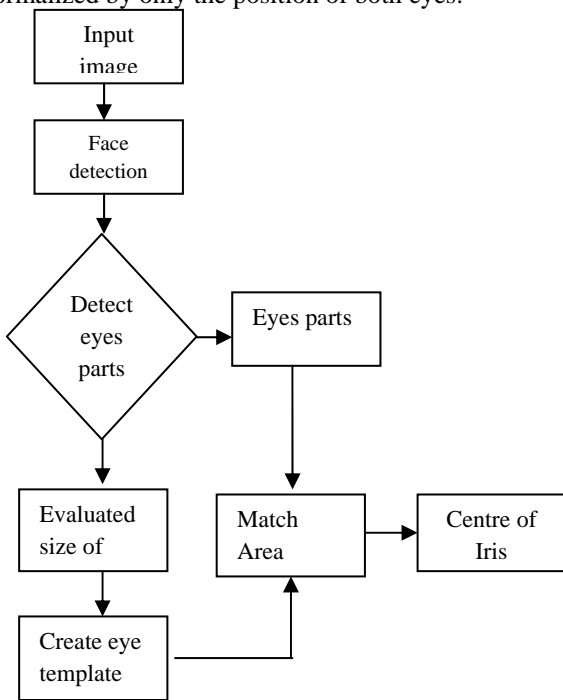 ormalized by only the position of both eyes.
Input
image
Face
detection
Detect
eyes
parts
Eyes parts
Evaluated
size of
Match
Area
Centre of
Iris
Create eye
template